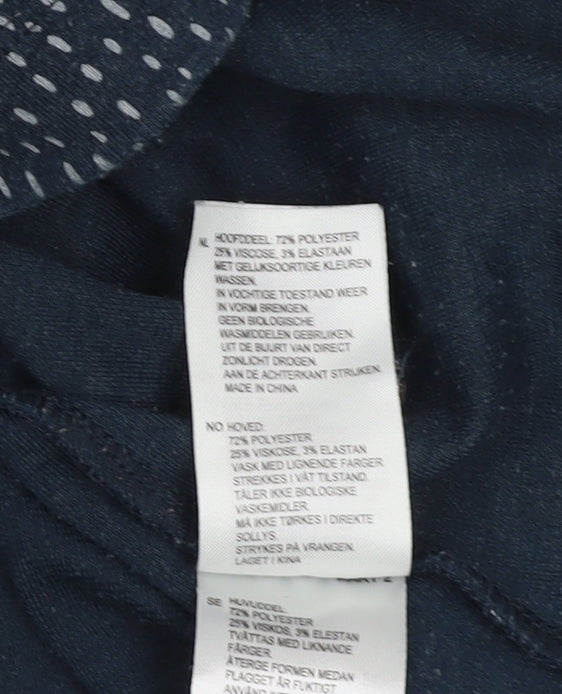 NL HOOFDDEEL: 72% POLYESTER
25% VISCOSE, 3% ELASTAAN
MET GELIJKSOORTIGE KLEUREN
WASSEN.
IN VOCHTIGE TOESTAND WEER
IN VORM BRENGEN.
GEEN BIOLOGISCHE
WASMIDDELEN GEBRUIKEN.
UIT DE BUURT VAN DIRECT
ZONLICHT DROGEN.
AAN DE ACHTERKANT STRIJKEN.
MADE IN CHINA
NO HOVED:
72% POLYESTER
25% VISKOSE, 3% ELASTAN
VASK MED LIGNENDE FARGER
STREKKES I VÅT TILSTAND.
TÅLER IKKE BIOLOGISKE
VASKEMIDLER.
MÅ IKKE TØRKES I DIREKTE
SOLLYS.
STRYKES PÅ VRANGEN.
LAGET I KINA
SE HUVUDDEL:
72% POLYESTER
25% VISKOS, 3% ELESTAN
TVÄTTAS MED LIKNANDE
FÄRGER.
ÅTERGE FORMEN MEDAN
PLAGGET ÄR FUKTIGT